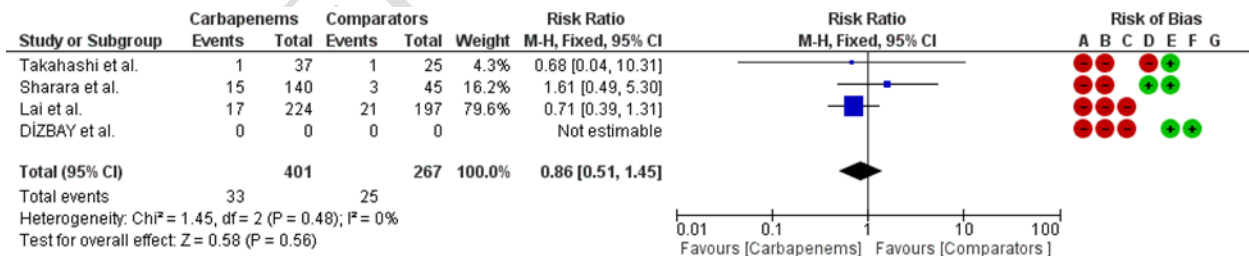 Carbapenems Comparators Risk Ratio Risk Ratio Risk of Bias
Study or Subgroup Events Total Events Total Weight M-H, Fixed, 95% CI M-H, Fixed, 95% CI A B C D E F G
Takahashi et al. 1 37 1 25 4.3% 0.68 [0.04, 10.31]
Sharara et al. 15 140 3 45 16.2% 1.61 [0.49, 5.30]
Lai et al. 17 224 21 197 79.6% 0.71 [0.39, 1.31]
DİZBAY et al. 0 0 0 0 Not estimable
Total (95% CI) 401 267 100.0% 0.86 [0.51, 1.45]
Total events 33 25
Heterogeneity: Chi² = 1.45, df = 2 (P = 0.48); I² = 0%
Test for overall effect: Z = 0.58 (P = 0.56)
0.01 0.1 1 10 100
Favours [Carbapenems] Favours [Comparators ]